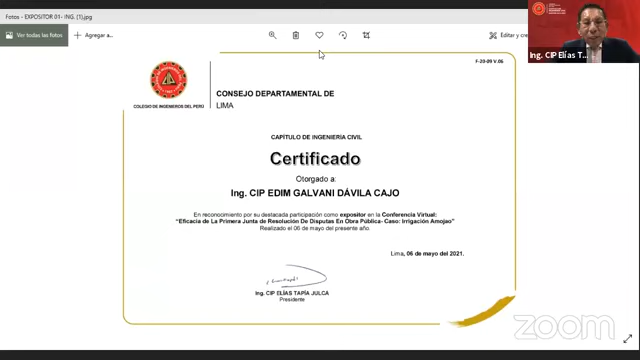 Fotos - EXPOSITOR 01- ING. (1).jpg
Ver todas las fotos
Agregar a...
Editar y cre
Ing. CIP Elías T...
F-23-09 V.05
COLEGIO DE INGENIEROS DEL PERÚ
CONSEJO DEPARTAMENTAL DE
LIMA
CAPÍTULO DE INGENIERÍA CIVIL
Certificado
Otorgado a:
Ing. CIP EDIM GALVANI DÁVILA CAJO
En reconocimiento por su destacada participación como expositor en la Conferencia Virtual:
“Eficacia de La Primera Junta de Resolución De Disputas En Obra Pública- Caso: Irrigación Amojao”
Realizado el 06 de mayo del presente año.
Lima, 06 de mayo del 2021.
Ing. CIP ELÍAS TAPIA JULCA
Presidente
zoom